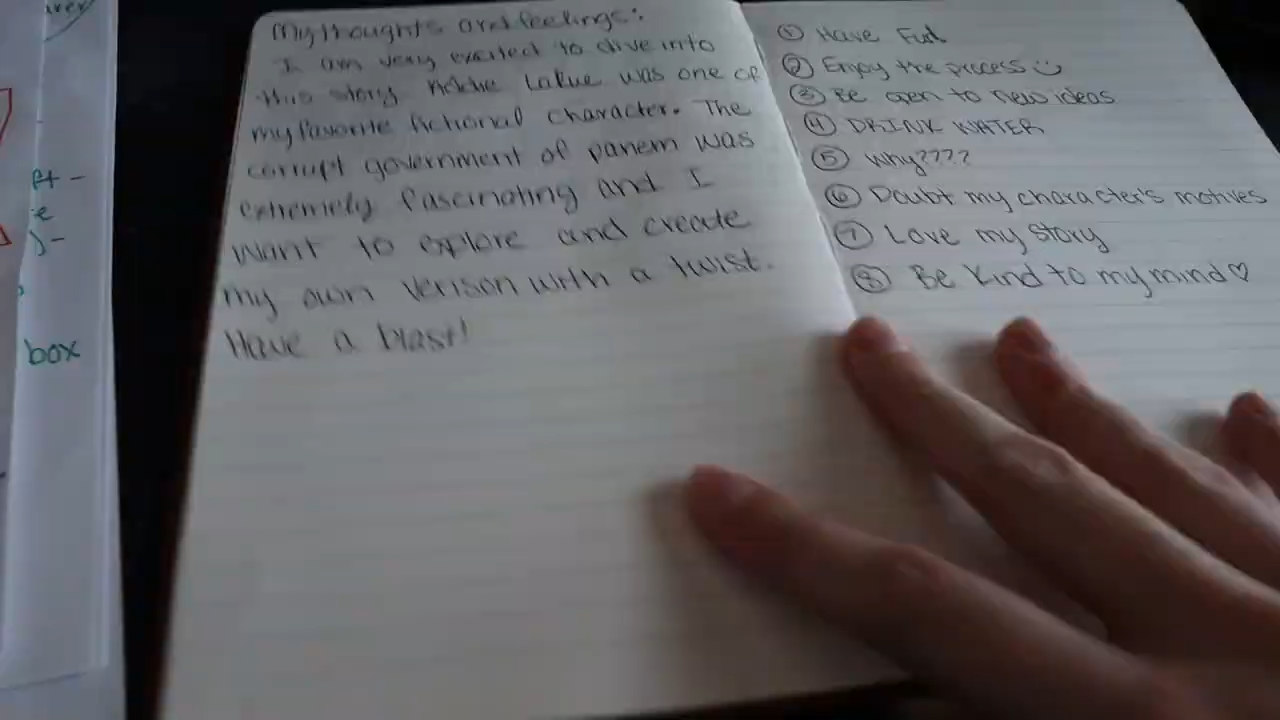 My thoughts and feelings:
I am very excited to dive into
this story Adelaide LaRue was one of
my favorite fictional character. The
corrupt government of panem was
extremely fascinating and I
want to explore and create
my own verison with a twist.
Have a blast!
① Have Fun
② Enjoy the process
③ Be open to new ideas
④ DRINK WATER
⑤ Why????
⑥ Doubt my character's motives
⑦ Love my story
⑧ Be Kind to my mind♡
box